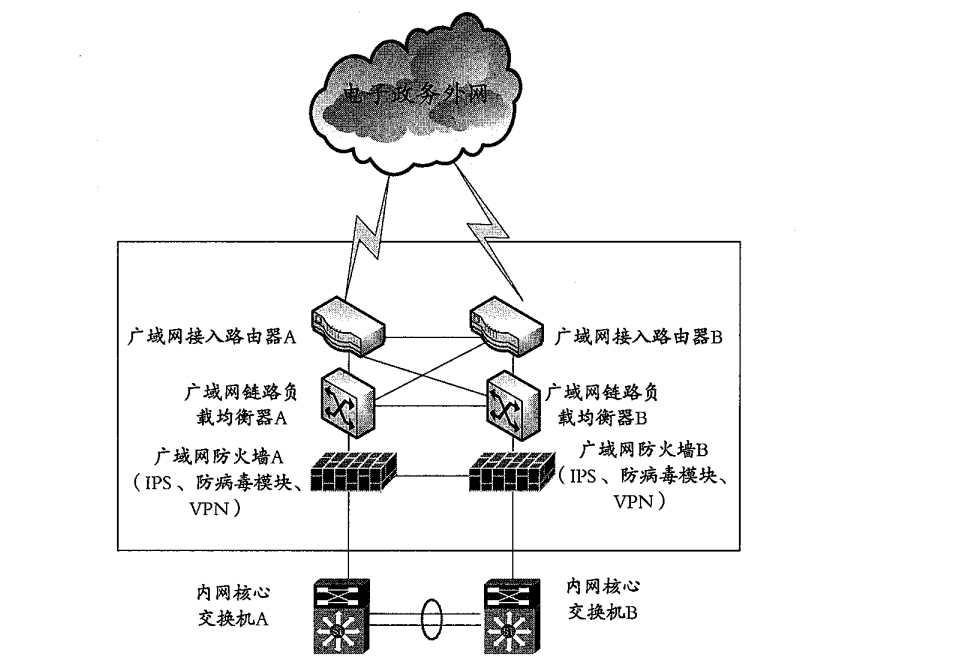 电子政务外网
广域网接入路由器A
广域网接入路由器B
广域网链路负
载均衡器A
广域网链路负
载均衡器B
广域网防火墙A
（IPS、防病毒模块、
VPN）
广域网防火墙B
（IPS、防病毒模块、
VPN）
内网核心
交换机A
内网核心
交换机B